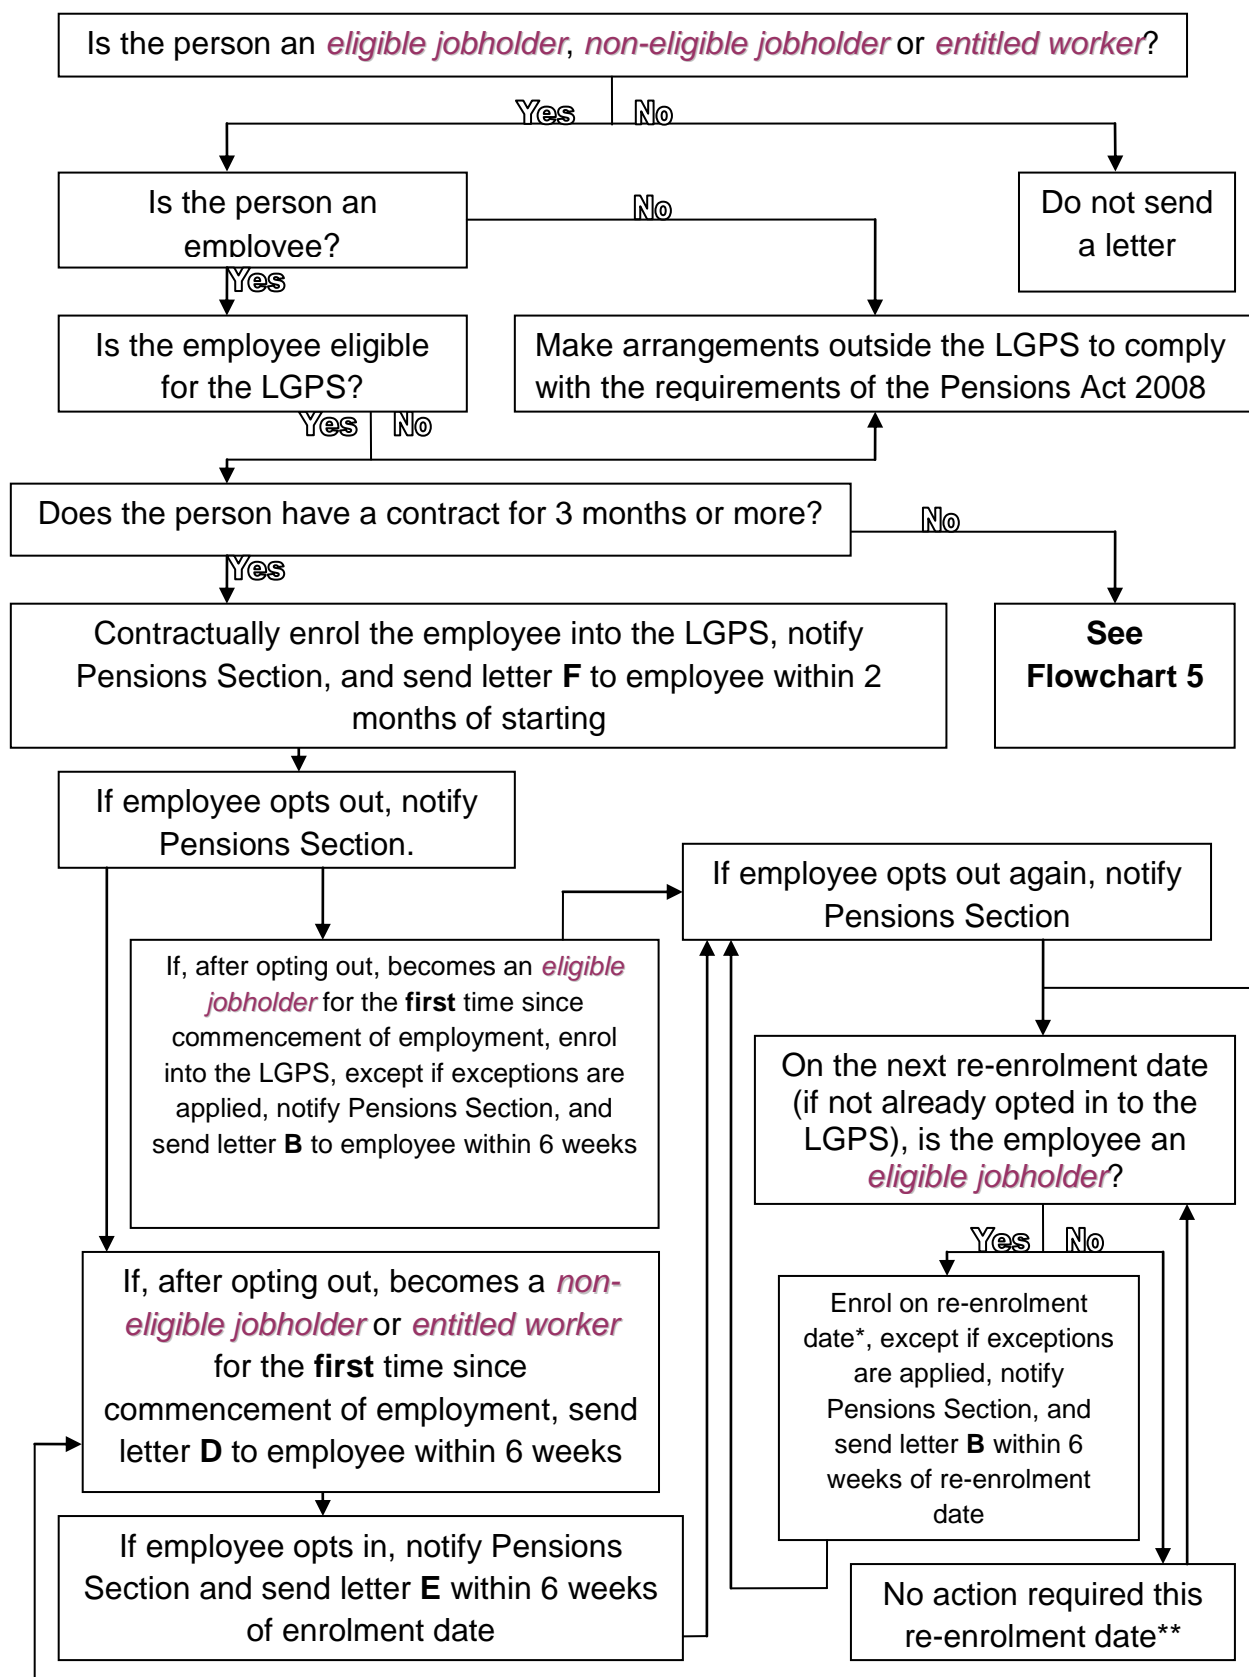 Is the person an eligible jobholder, non-eligible jobholder or entitled worker?
Yes No
Is the person an
employee?
No
Do not send
a letter
Yes
Is the employee eligible
for the LGPS?
Make arrangements outside the LGPS to comply
with the requirements of the Pensions Act 2008
Yes No
Does the person have a contract for 3 months or more?
No
Yes
Contractually enrol the employee into the LGPS, notify
Pensions Section, and send letter F to employee within 2
months of starting
See
Flowchart 5
If employee opts out, notify
Pensions Section.
If employee opts out again, notify
Pensions Section
If, after opting out, becomes an eligible
jobholder for the first time since
commencement of employment, enrol
into the LGPS, except if exceptions are
applied, notify Pensions Section, and
send letter B to employee within 6 weeks
On the next re-enrolment date
(if not already opted in to the
LGPS), is the employee an
eligible jobholder?
Yes No
If, after opting out, becomes a non-
eligible jobholder or entitled worker
for the first time since
commencement of employment, send
letter D to employee within 6 weeks
Enrol on re-enrolment
date*, except if exceptions
are applied, notify
Pensions Section, and
send letter B within 6
weeks of re-enrolment
date
If employee opts in, notify Pensions
Section and send letter E within 6 weeks
of enrolment date
No action required this
re-enrolment date**